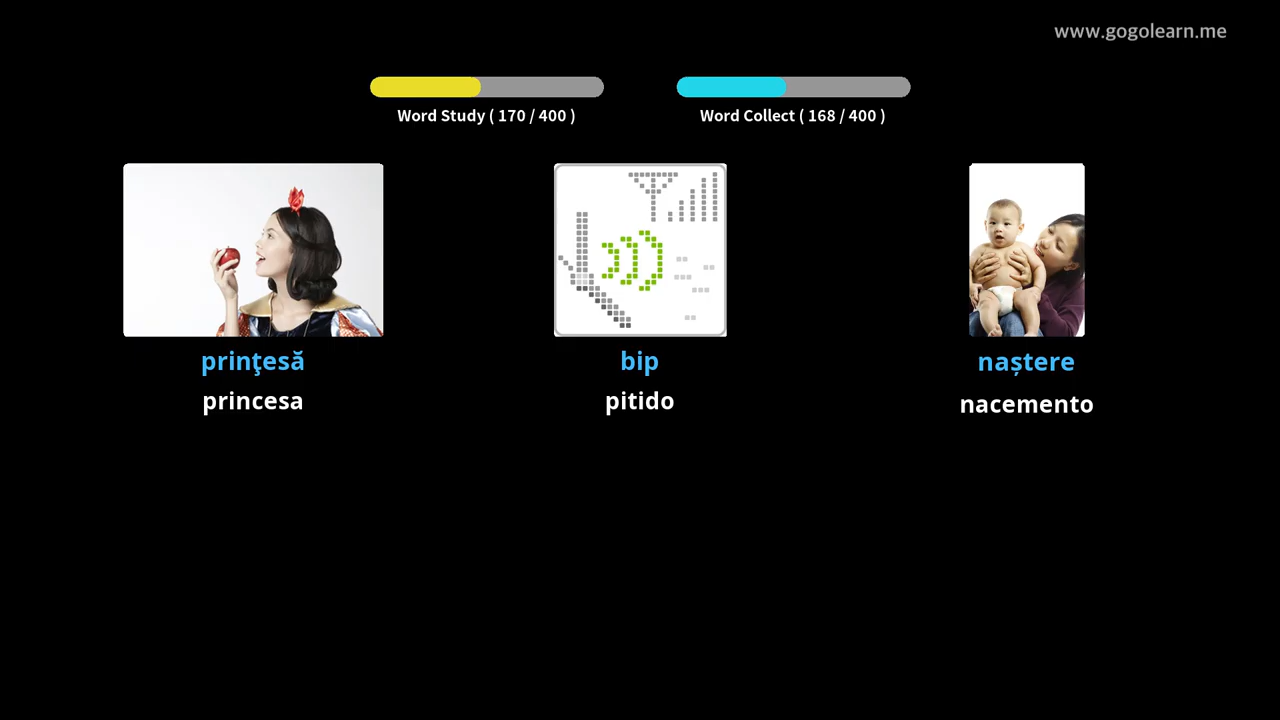 www.gogolearn.me
Word Study ( 170 / 400 )
Word Collect ( 168 / 400 )
prinţesă
bip
naștere
princesa
pitido
nacemento